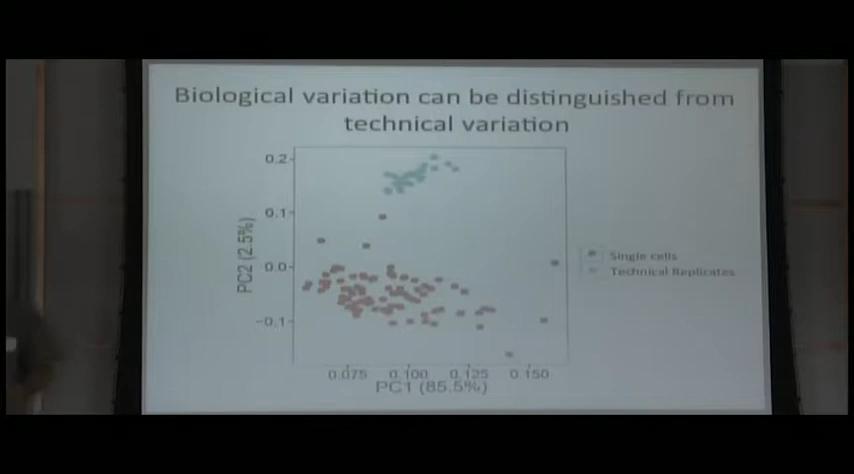 Biological variation can be distinguished from
technical variation
0.2
0.1
0.0
−0.1
PC2 (2.5%)
0.075 0.100 0.125 0.150
PC1 (85.5%)
Single cells
Technical Replicates